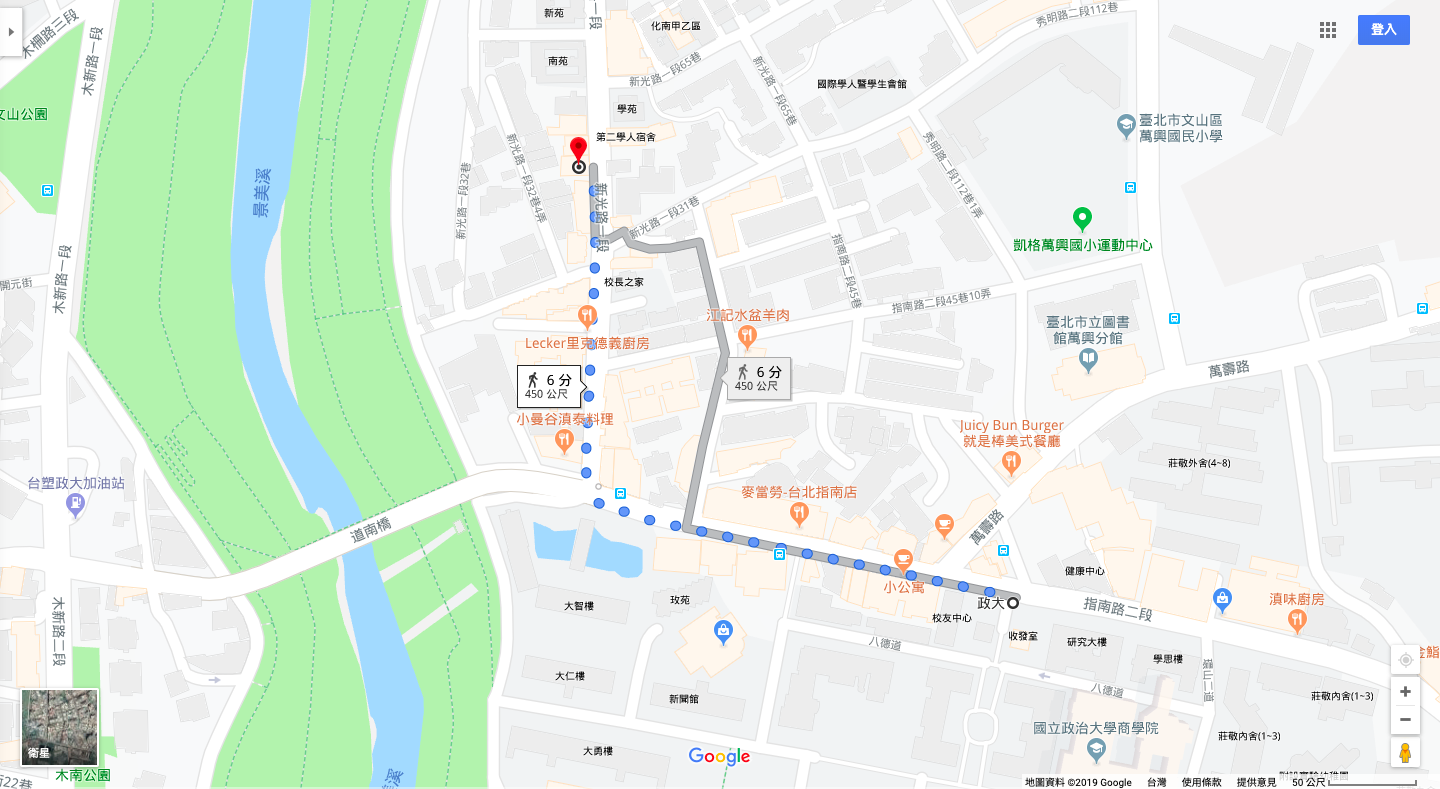 新苑
一段
化南甲乙區
秀明路二段112巷
登入
木柵路三段
木新路一段
南苑
新光路一段65巷
新光路二段65巷
國際學人暨學生會館
學苑
文山公園
臺北市文山區
萬興國民小學
第二學人宿舍
新光路一段32巷
新光路一段32巷4弄
秀明路二段112巷1弄
景美溪
新光路二段
新光路一段31巷
凱格萬興國小運動中心
指南路二段45巷
木新路一段
開元街
校長之家
指南路二段45巷10弄
江記水盆羊肉
臺北市立圖書
館萬興分館
Lecker里克德義廚房
萬壽路
6 分
450 公尺
6 分
450 公尺
小曼谷滇泰料理
Juicy Bun Burger
就是棒美式餐廳
莊敬外舍(4~8)
台塑政大加油站
麥當勞-台北指南店
道南橋
萬壽路
健康中心
小公寓
政大
指南路二段
滇味廚房
木新路二段
大智樓
玫苑
校友中心
收發室
研究大樓
八德道
學思樓
金鮨
大仁樓
環山二道
八德道
新聞館
莊敬內舍(1~3)
國立政治大學商學院
莊敬內舍(1~3)
衛星
大勇樓
Google
木南公園
街22巷
美溪
地圖資料 ©2019 Google
台灣
使用條款
提供意見
50 公尺